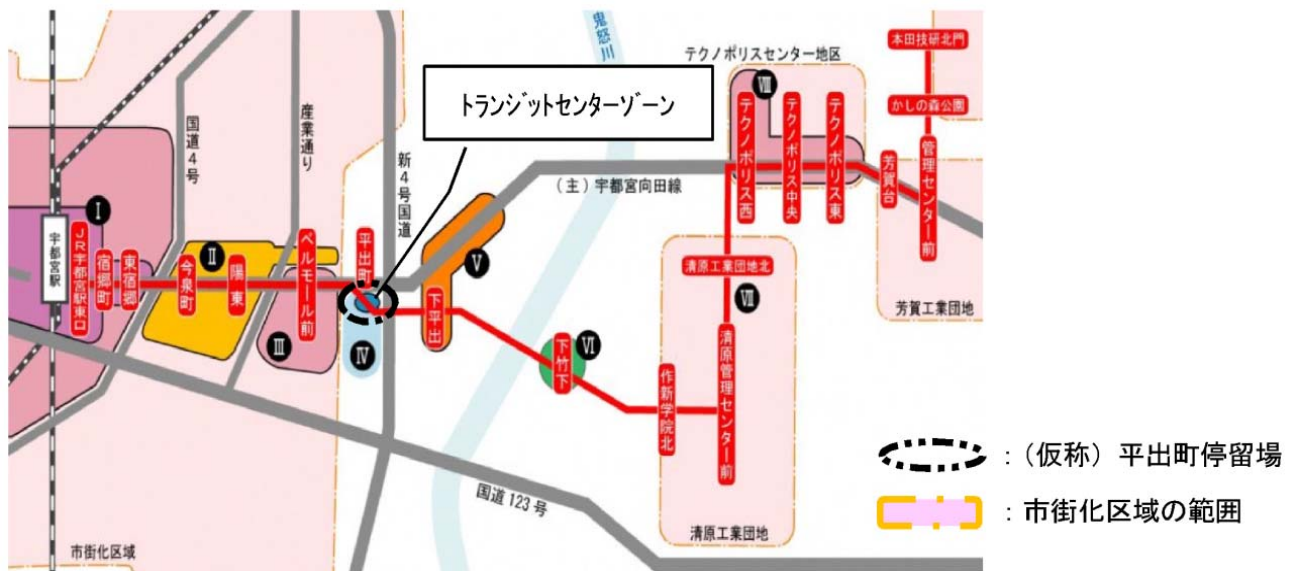 鬼怒川
トランジットセンターゾーン
テクノポリスセンター地区
本田技研北門
かしの森公園
管理センター前
芳賀台
芳賀工業団地
国道4号
産業通り
新4号国道
(主)宇都宮向田線
Ⅷ
テクノポリス西
テクノポリス中央
テクノポリス東
宇都宮駅
Ⅰ
JR宇都宮駅東口
宿郷町
東宿郷
今泉町
Ⅱ
陽東
ベルモール前
Ⅲ
平出町
Ⅳ
下平出
Ⅴ
下竹下
Ⅵ
作新学院北
清原管理センター前
清原工業団地北
Ⅶ
清原工業団地
国道123号
市街化区域
:(仮称)平出町停留場
:市街化区域の範囲